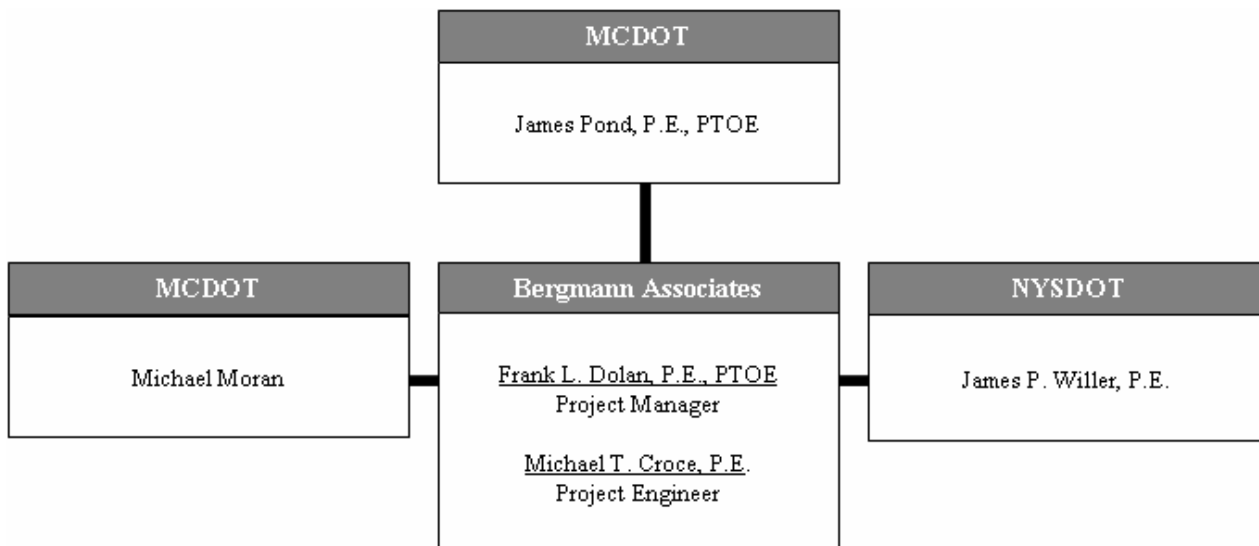 MCDOT
James Pond, P.E., PTOE
MCDOT
Michael Moran
Bergmann Associates
Frank L. Dolan, P.E., PTOE
Project Manager
Michael T. Croce, P.E.
Project Engineer
NYSDOT
James P. Willer, P.E.